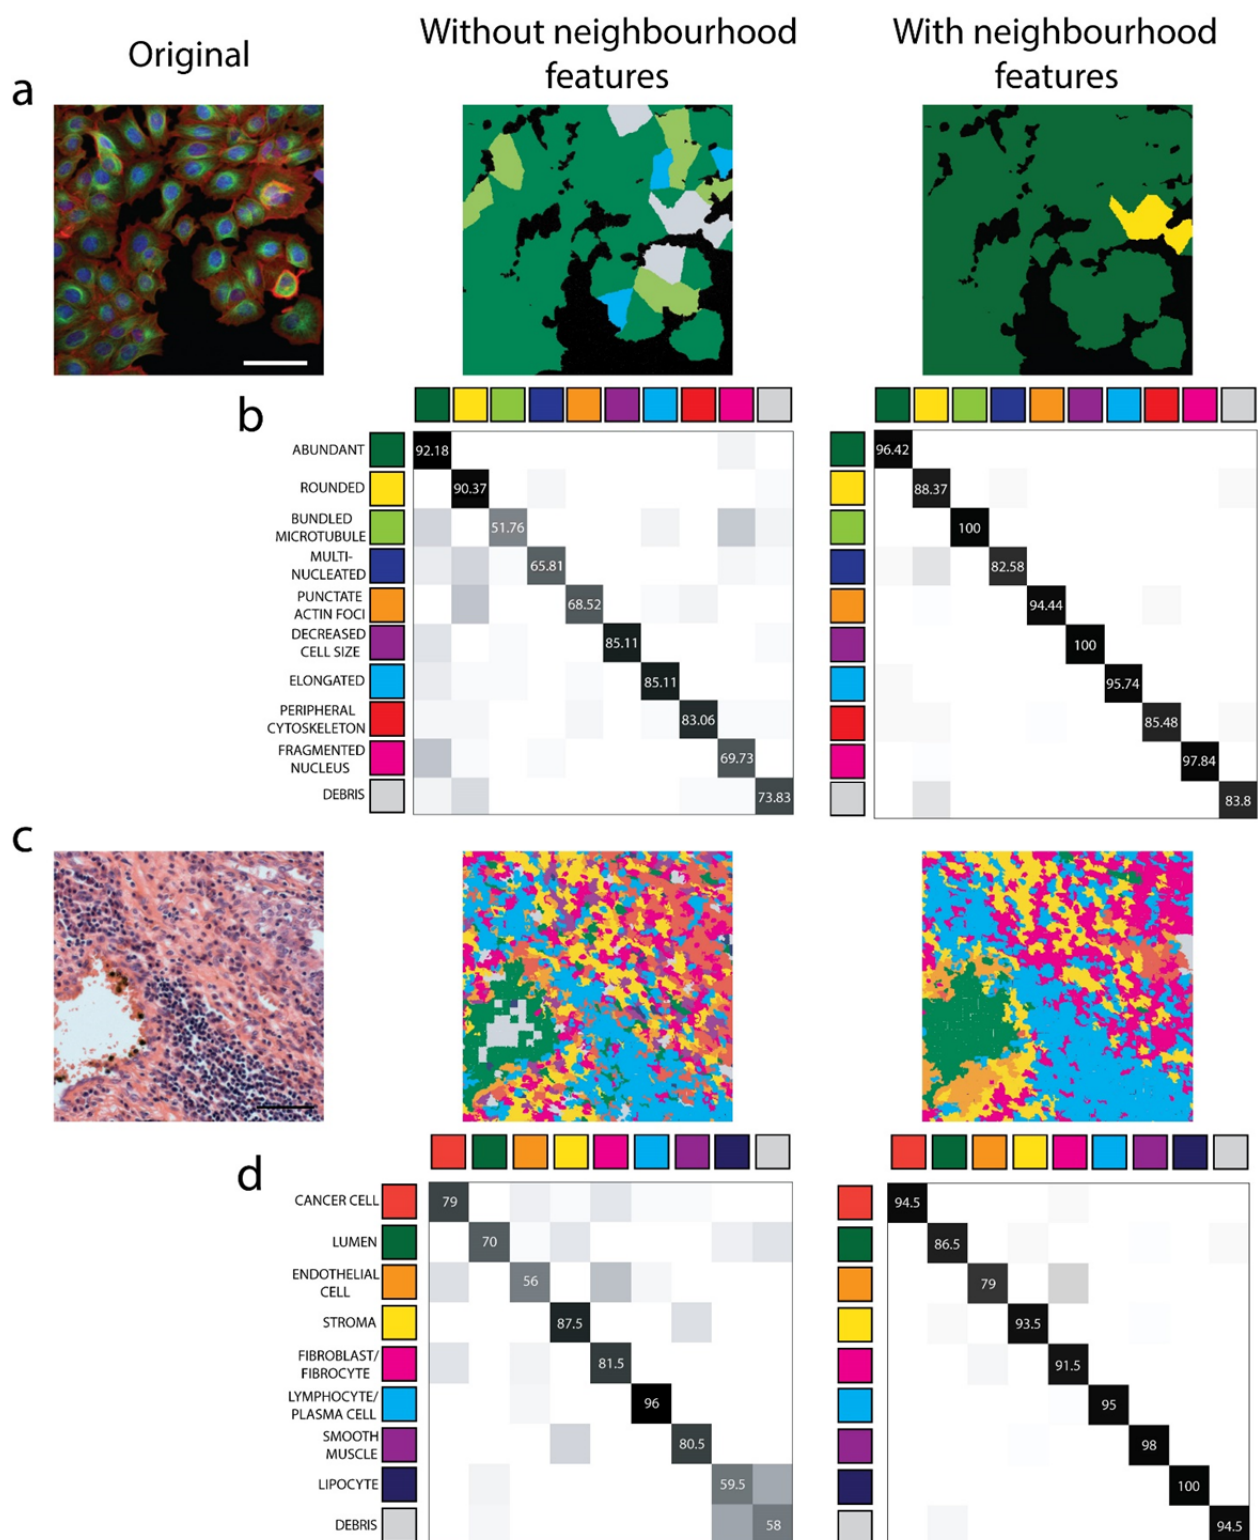 Original
Without neighbourhood
features
With neighbourhood
features
a
b
ABUNDANT
92.18
96.42
ROUNDED
90.37
88.37
BUNDLED
MICROTUBULE
51.76
100
MULTI-
NUCLEATED
65.81
82.58
PUNCTATE
ACTIN FOCI
68.52
94.44
DECREASED
CELL SIZE
85.11
100
ELONGATED
85.11
95.74
PERIPHERAL
CYTOSKELETON
83.06
85.48
FRAGMENTED
NUCLEUS
69.73
97.84
DEBRIS
73.83
83.8
c
d
CANCER CELL
79
94.5
LUMEN
70
86.5
ENDOTHELIAL
CELL
56
79
STROMA
87.5
93.5
FIBROBLAST/
FIBROCYTE
81.5
91.5
LYMPHOCYTE/
PLASMA CELL
96
95
SMOOTH
MUSCLE
80.5
98
LIPOCYTE
59.5
100
DEBRIS
58
94.5